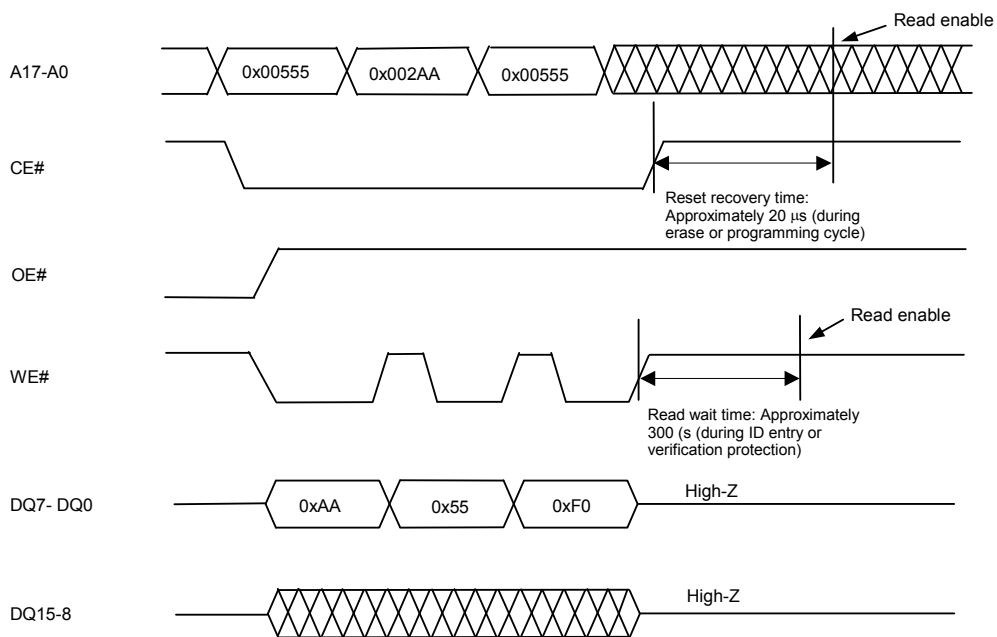 Read enable
A17-A0
0x00555
0x002AA
0x00555
CE#
Reset recovery time:
Approximately 20 μs (during
erase or programming cycle)
OE#
Read enable
WE#
Read wait time: Approximately
300 (s (during ID entry or
verification protection)
DQ7- DQ0
0xAA
0x55
0xF0
High-Z
DQ15-8
High-Z